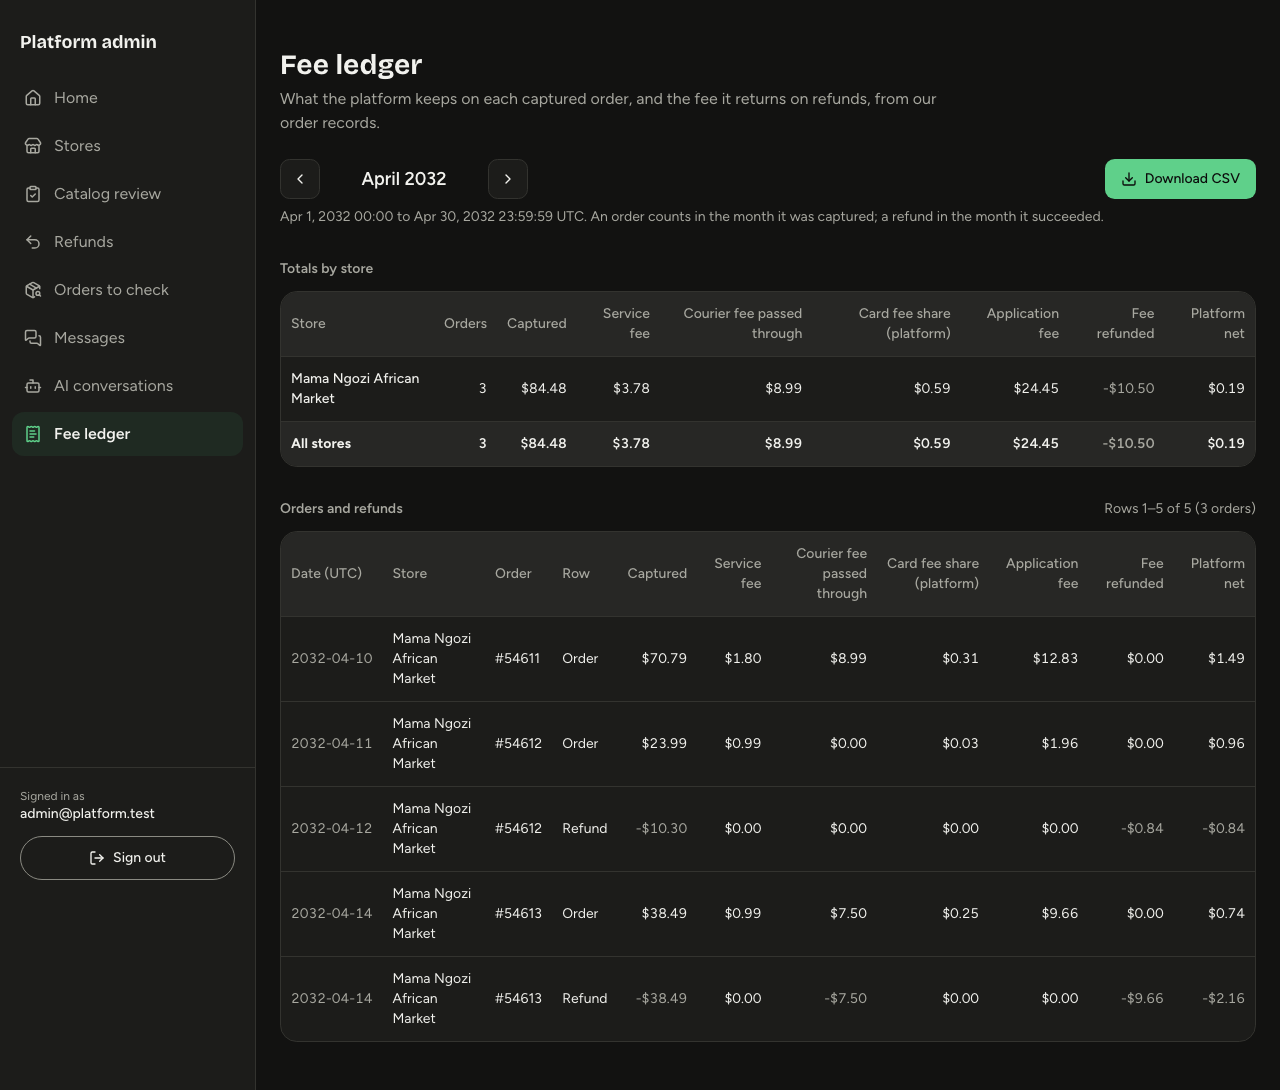 Platform admin
Home
Stores
Catalog review
Refunds
Orders to check
Messages
AI conversations
Fee ledger
Signed in as
admin@platform.test
Sign out
Fee ledger
What the platform keeps on each captured order, and the fee it returns on refunds, from our
order records.
April 2032
Download CSV
Apr 1, 2032 00:00 to Apr 30, 2032 23:59:59 UTC. An order counts in the month it was captured; a refund in the month it succeeded.
Totals by store
Store Orders Captured Service fee Courier fee passed through Card fee share (platform) Application fee Fee refunded Platform net
Mama Ngozi African Market 3 $84.48 $3.78 $8.99 $0.59 $24.45 -$10.50 $0.19
All stores 3 $84.48 $3.78 $8.99 $0.59 $24.45 -$10.50 $0.19
Orders and refunds
Rows 1–5 of 5 (3 orders)
Date (UTC) Store Order Row Captured Service fee Courier fee passed through Card fee share (platform) Application fee Fee refunded Platform net
2032-04-10 Mama Ngozi African Market #54611 Order $70.79 $1.80 $8.99 $0.31 $12.83 $0.00 $1.49
2032-04-11 Mama Ngozi African Market #54612 Order $23.99 $0.99 $0.00 $0.03 $1.96 $0.00 $0.96
2032-04-12 Mama Ngozi African Market #54612 Refund -$10.30 $0.00 $0.00 $0.00 $0.00 -$0.84 -$0.84
2032-04-14 Mama Ngozi African Market #54613 Order $38.49 $0.99 $7.50 $0.25 $9.66 $0.00 $0.74
2032-04-14 Mama Ngozi African Market #54613 Refund -$38.49 $0.00 -$7.50 $0.00 $0.00 -$9.66 -$2.16